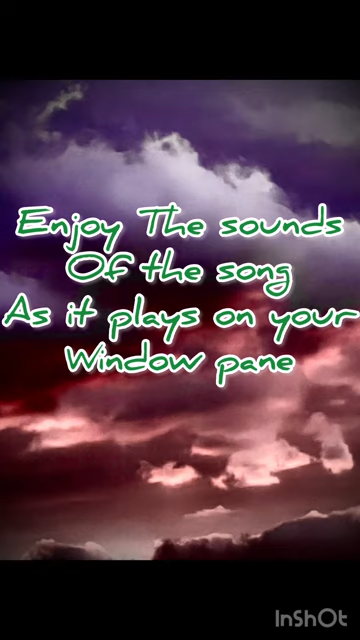 Enjoy The sounds
Of the song
As it plays on your
Window pane
InShOt